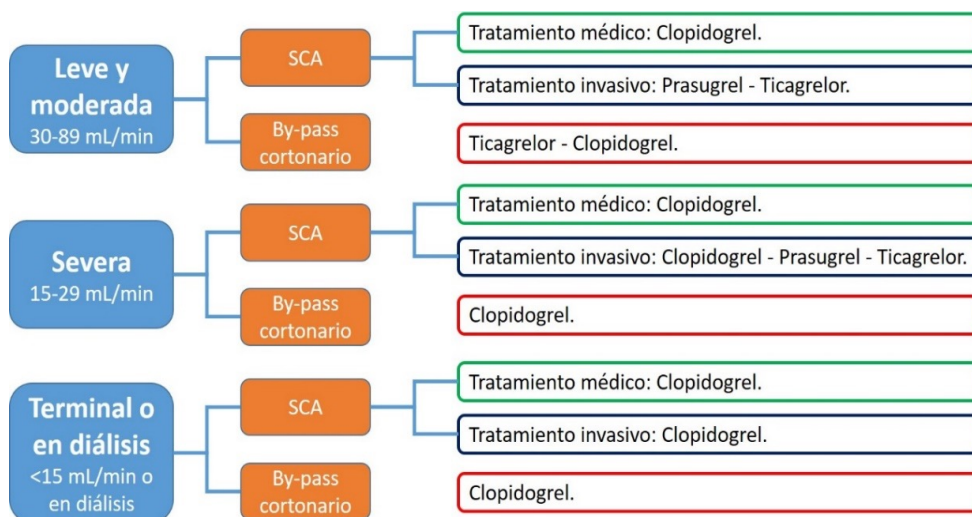 Leve y
moderada
30-89 mL/min
SCA
Tratamiento médico: Clopidogrel.
Tratamiento invasivo: Prasugrel - Ticagrelor.
By-pass
cortonario
Ticagrelor - Clopidogrel.
Severa
15-29 mL/min
SCA
Tratamiento médico: Clopidogrel.
Tratamiento invasivo: Clopidogrel - Prasugrel - Ticagrelor.
By-pass
cortonario
Clopidogrel.
Terminal o
en diálisis
<15 mL/min o
en diálisis
SCA
Tratamiento médico: Clopidogrel.
Tratamiento invasivo: Clopidogrel.
By-pass
cortonario
Clopidogrel.